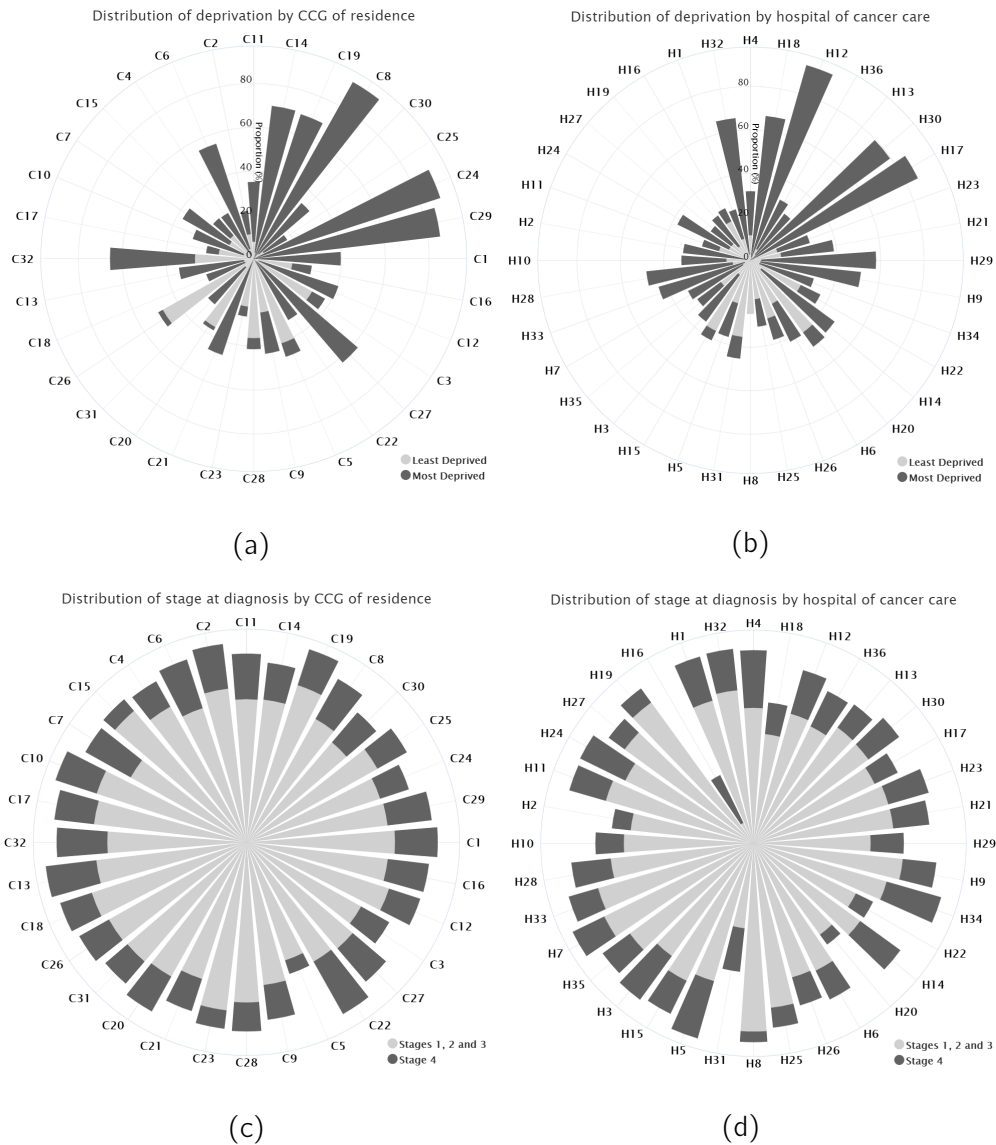 Distribution of deprivation by CCG of residence
C11
C14
C19
C8
C30
C25
C24
C29
C1
C16
C12
C3
C27
C22
C5
C9
C28
C23
C21
C20
C31
C26
C18
C13
C32
C17
C10
C7
C15
C4
C6
C2
80
60
40
20
0
Proportion (%)
Least Deprived
Most Deprived
(a)
Distribution of deprivation by hospital of cancer care
H4
H18
H12
H36
H13
H30
H17
H23
H21
H29
H9
H34
H22
H14
H20
H6
H26
H25
H8
H31
H5
H15
H3
H35
H7
H33
H28
H10
H2
H11
H24
H27
H19
H16
H1
H32
80
60
40
20
0
Proportion (%)
Least Deprived
Most Deprived
(b)
Distribution of stage at diagnosis by CCG of residence
C11
C14
C19
C8
C30
C25
C24
C29
C1
C16
C12
C3
C27
C22
C5
C9
C28
C23
C21
C20
C31
C26
C18
C13
C32
C17
C10
C7
C15
C4
C6
C2
Stages 1, 2 and 3
Stage 4
(c)
Distribution of stage at diagnosis by hospital of cancer care
H4
H18
H12
H36
H13
H30
H17
H23
H21
H29
H9
H34
H22
H14
H20
H6
H26
H25
H8
H31
H5
H15
H3
H35
H7
H33
H28
H10
H2
H11
H24
H27
H19
H16
H1
H32
Stages 1, 2 and 3
Stage 4
(d)